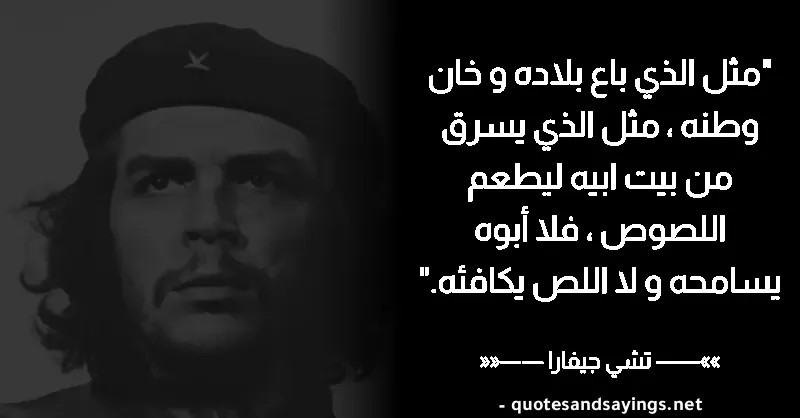 "مثل الذي باع بلاده و خان
وطنه ، مثل الذي يسرق
من بيت ابيه ليطعم
اللصوص ، فلا أبوه
يسامحه و لا اللص يكافئه."
»»—— تشي جيفارا ——««
- quotesandsayings.net